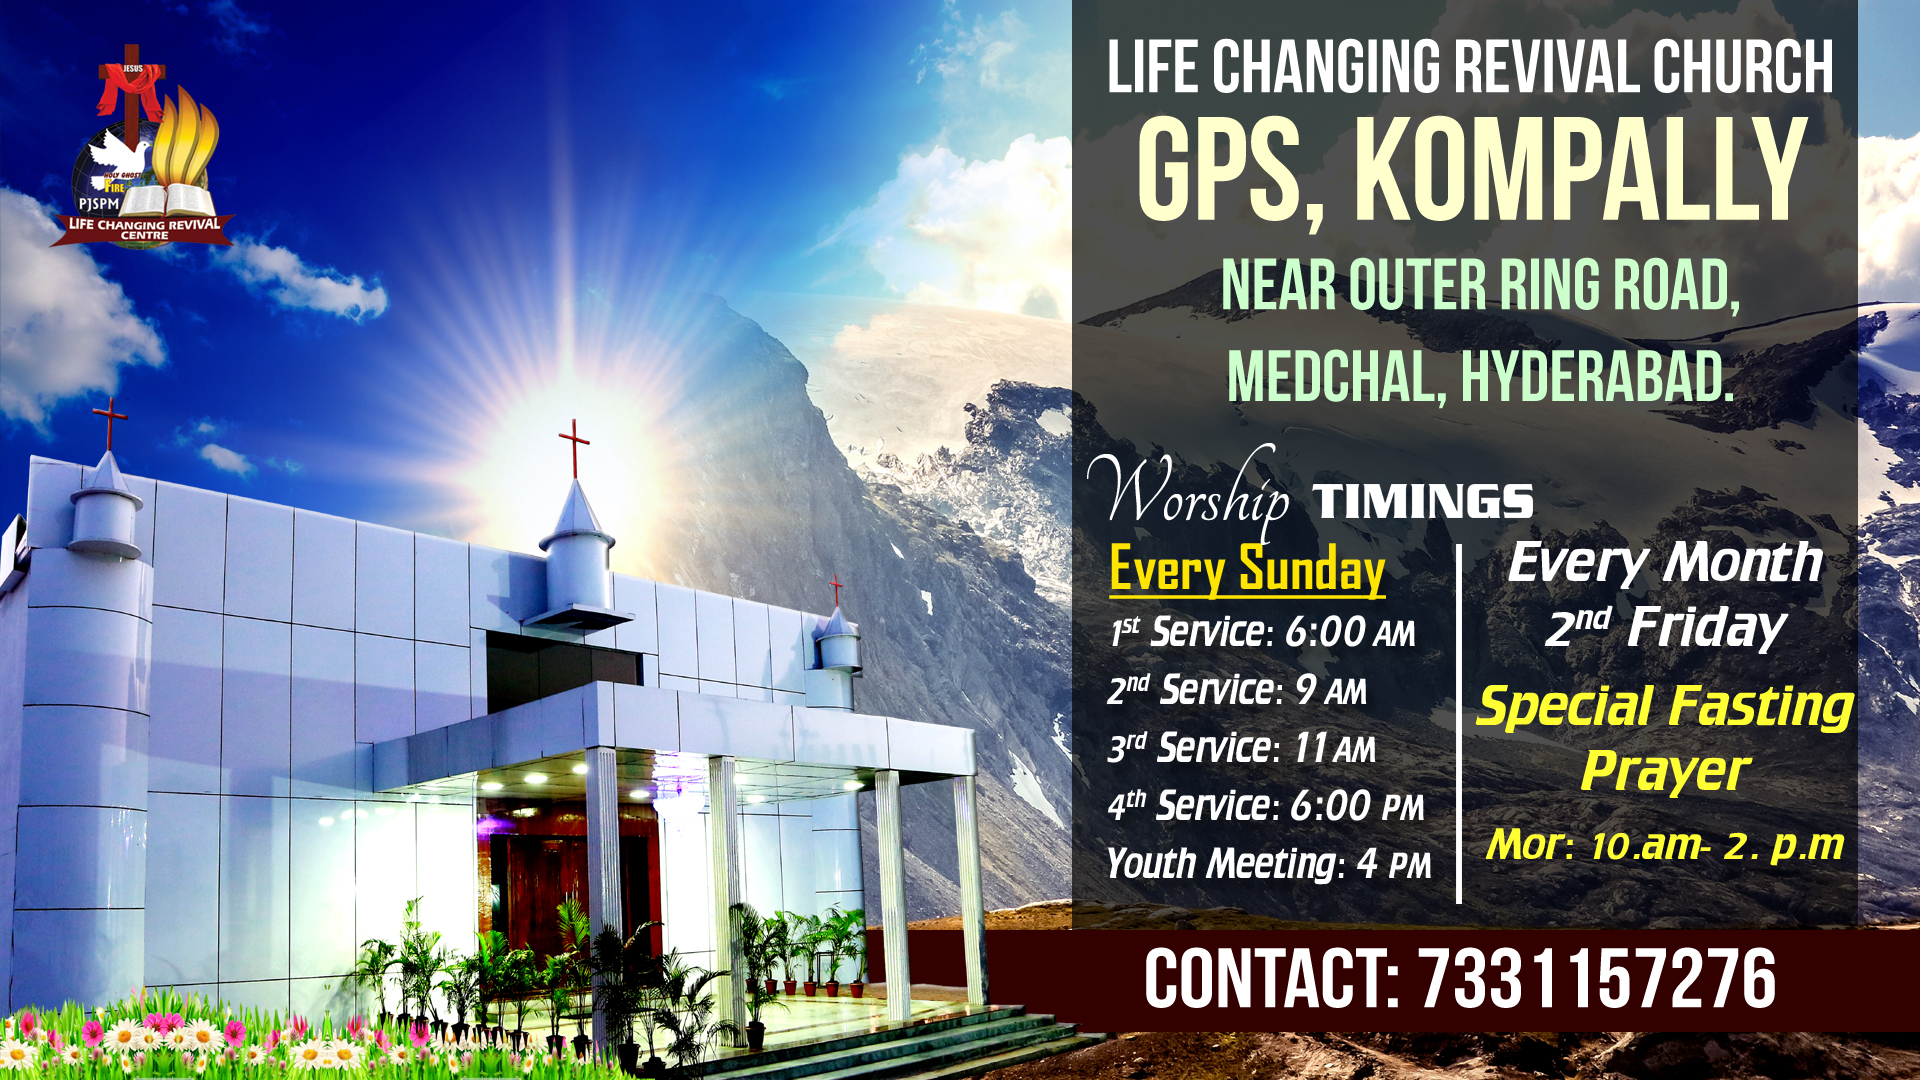 JESUS
HOLY GHOST
FIRE
PJSPM
LIFE CHANGING REVIVAL
CENTRE
LIFE CHANGING REVIVAL CHURCH
GPS, KOMPALLY
NEAR OUTER RING ROAD,
MEDCHAL, HYDERABAD.
Worship TIMINGS
Every Sunday
1st Service: 6:00 AM
2nd Service: 9 AM
3rd Service: 11 AM
4th Service: 6:00 PM
Youth Meeting: 4 PM
Every Month
2nd Friday
Special Fasting
Prayer
Mor: 10.am- 2. p.m
CONTACT: 7331157276